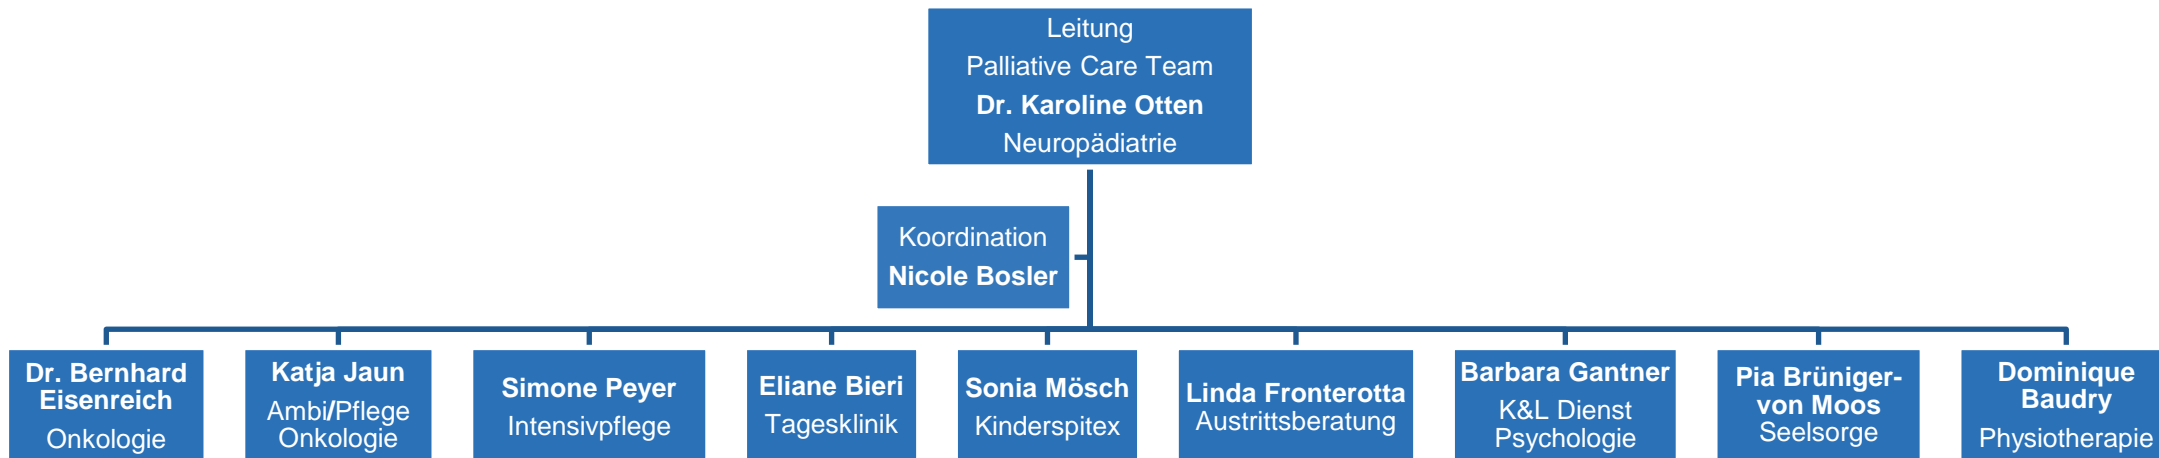 Leitung
Palliative Care Team
Dr. Karoline Otten
Neuropädiatrie
Koordination
Nicole Bosler
Dr. Bernhard
Eisenreich
Onkologie
Katja Jaun
Ambi/Pflege
Onkologie
Simone Peyer
Intensivpflege
Eliane Bieri
Tagesklinik
Sonia Mösch
Kinderspitex
Linda Fronterotta
Austrittsberatung
Barbara Gantner
K&L Dienst
Psychologie
Pia Brüniger-
von Moos
Seelsorge
Dominique
Baudry
Physiotherapie